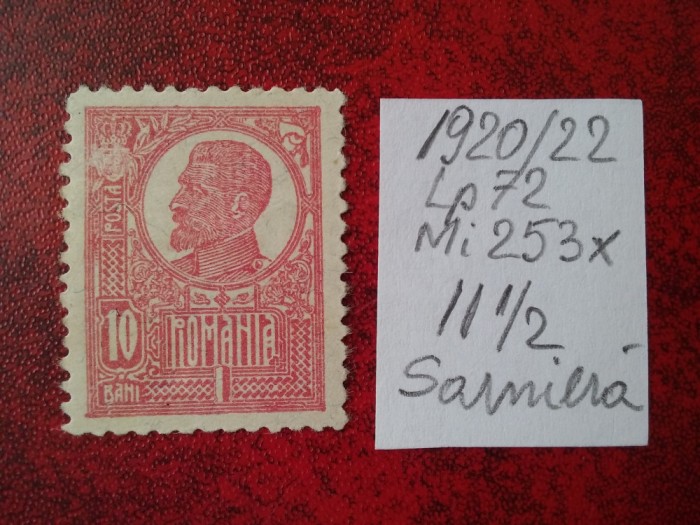 POSTA
10
BANI
ROMANIA
1920/22
Lp 72
Mi 253x
11 1/2
Sarnieră